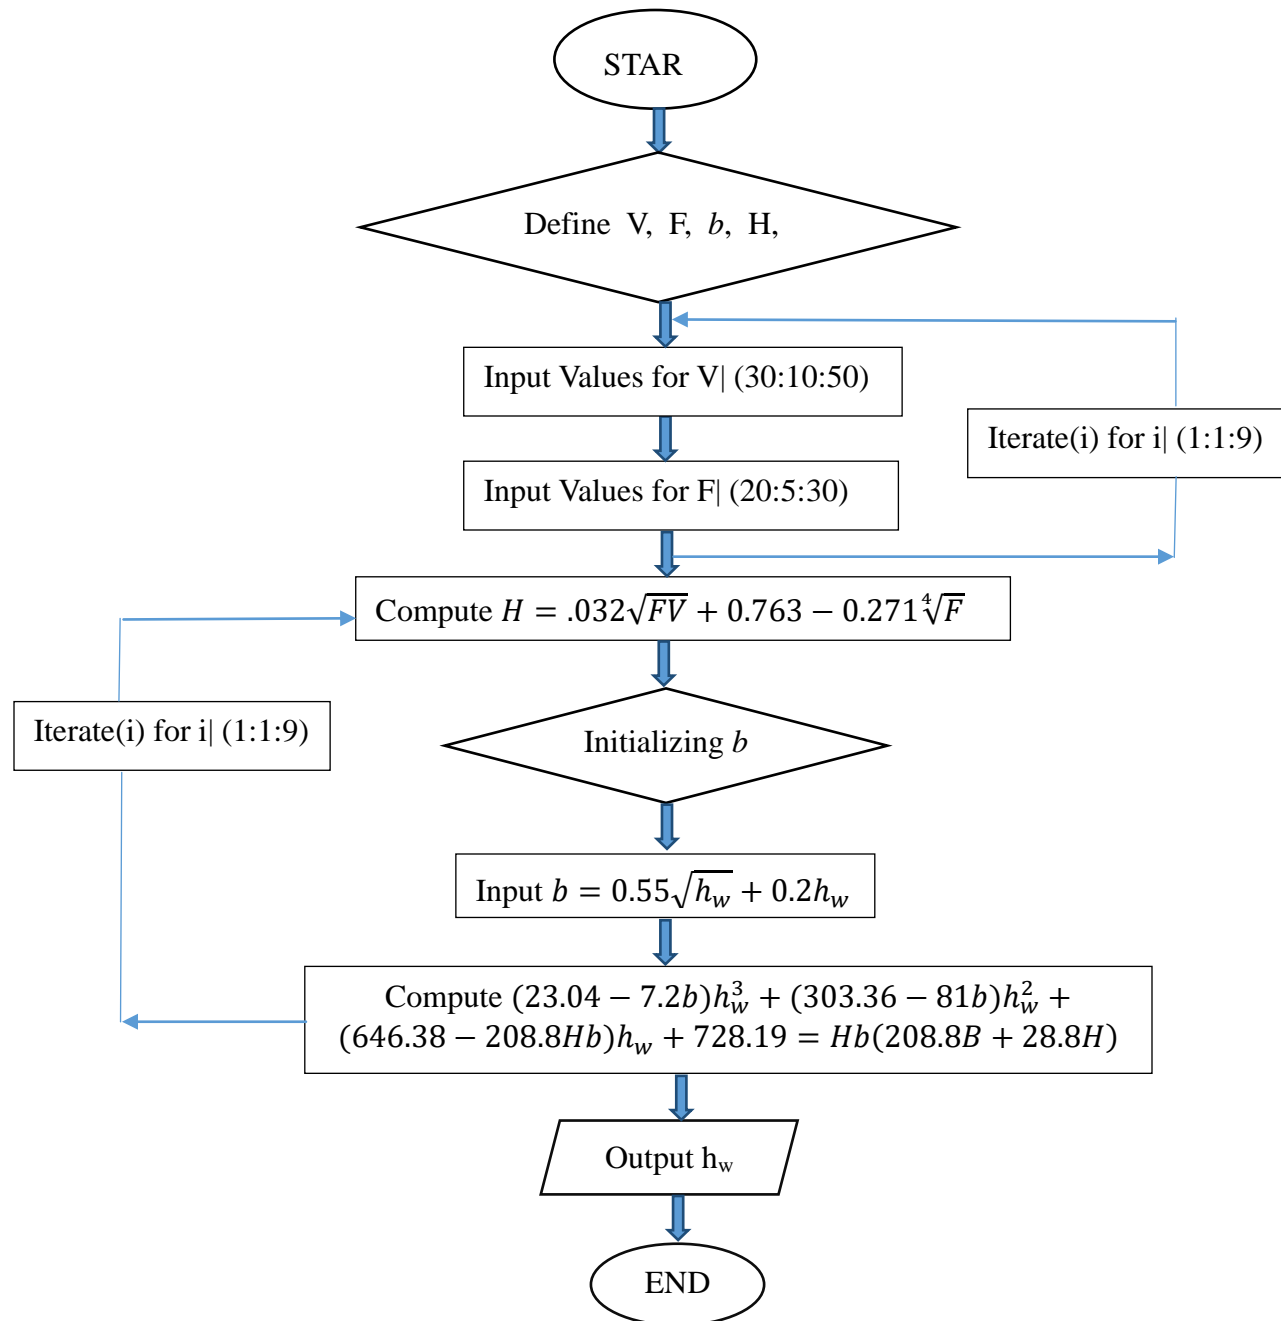 STAR
Define V, F, b, H,
Input Values for V| (30:10:50)
Iterate(i) for i| (1:1:9)
Input Values for F| (20:5:30)
Compute H = .032√FV + 0.763 − 0.271∜F
Iterate(i) for i| (1:1:9)
Initializing b
Input b = 0.55√h_w + 0.2h_w
Compute (23.04 − 7.2b)h_w^3 + (303.36 − 81b)h_w^2 +
(646.38 − 208.8Hb)h_w + 728.19 = Hb(208.8B + 28.8H)
Output h_w
END